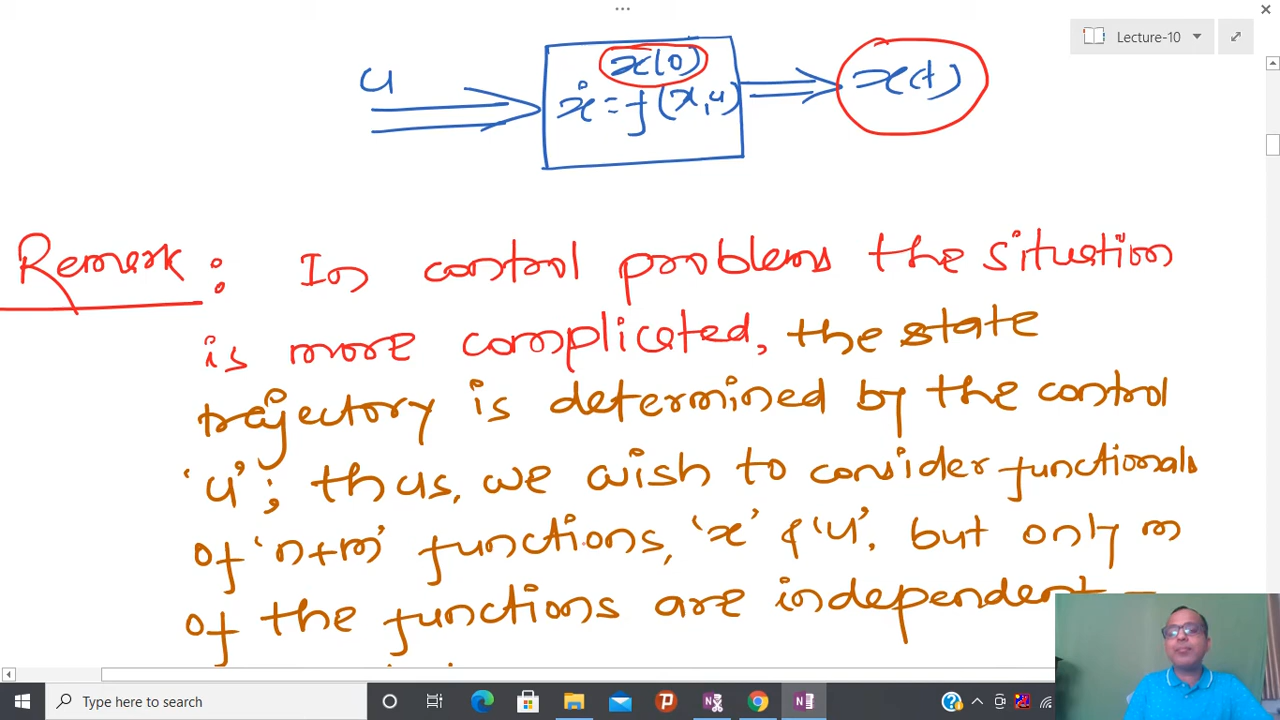 Lecture-10
u
x(0)
ẋ = f(x,u)
x(t)
Remark: In control problems the situation
is more complicated, the state
trajectory is determined by the control
'u'; thus, we wish to consider functionals
of 'n+m' functions, 'x' & 'u', but only m
of the functions are independent -
Type here to search